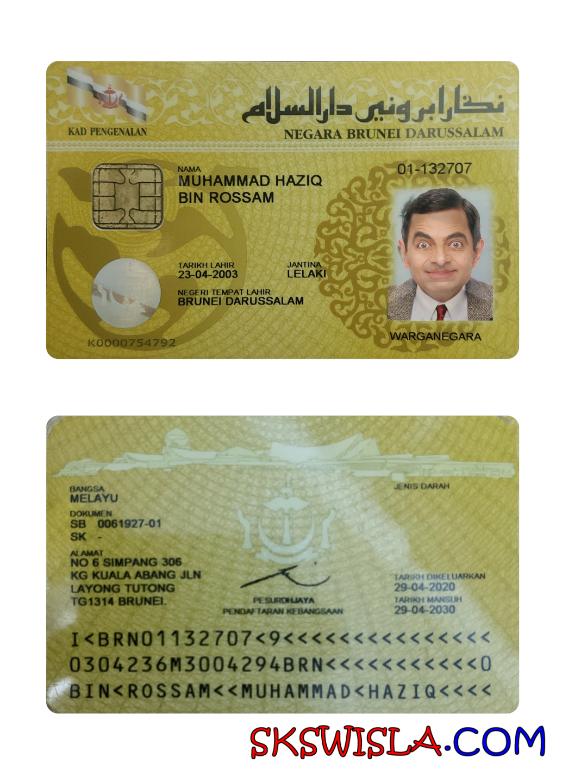 KAD PENGENALAN
نڬارا بروني دارالسلام
NEGARA BRUNEI DARUSSALAM
NAMA
MUHAMMAD HAZIQ
BIN ROSSAM
01-132707
TARIKH LAHIR
23-04-2003
JANTINA
LELAKI
NEGERI TEMPAT LAHIR
BRUNEI DARUSSALAM
WARGANEGARA
K0000754792
BANGSA
MELAYU
JENIS DARAH
DOKUMEN
SB 0061927-01
SK -
ALAMAT
NO 6 SIMPANG 306
KG KUALA ABANG JLN
LAYONG TUTONG
TG1314 BRUNEI.
PESURUHJAYA
PENDAFTARAN KEBANGSAAN
TARIKH DIKELUARKAN
29-04-2020
TARIKH MANSUH
29-04-2030
I<BRN01132707<9<<<<<<<<<<<<<<<
0304236M3004294BRN<<<<<<<<<<<0
BIN<ROSSAM<<MUHAMMAD<HAZIQ<<<<
SKSWISLA.COM